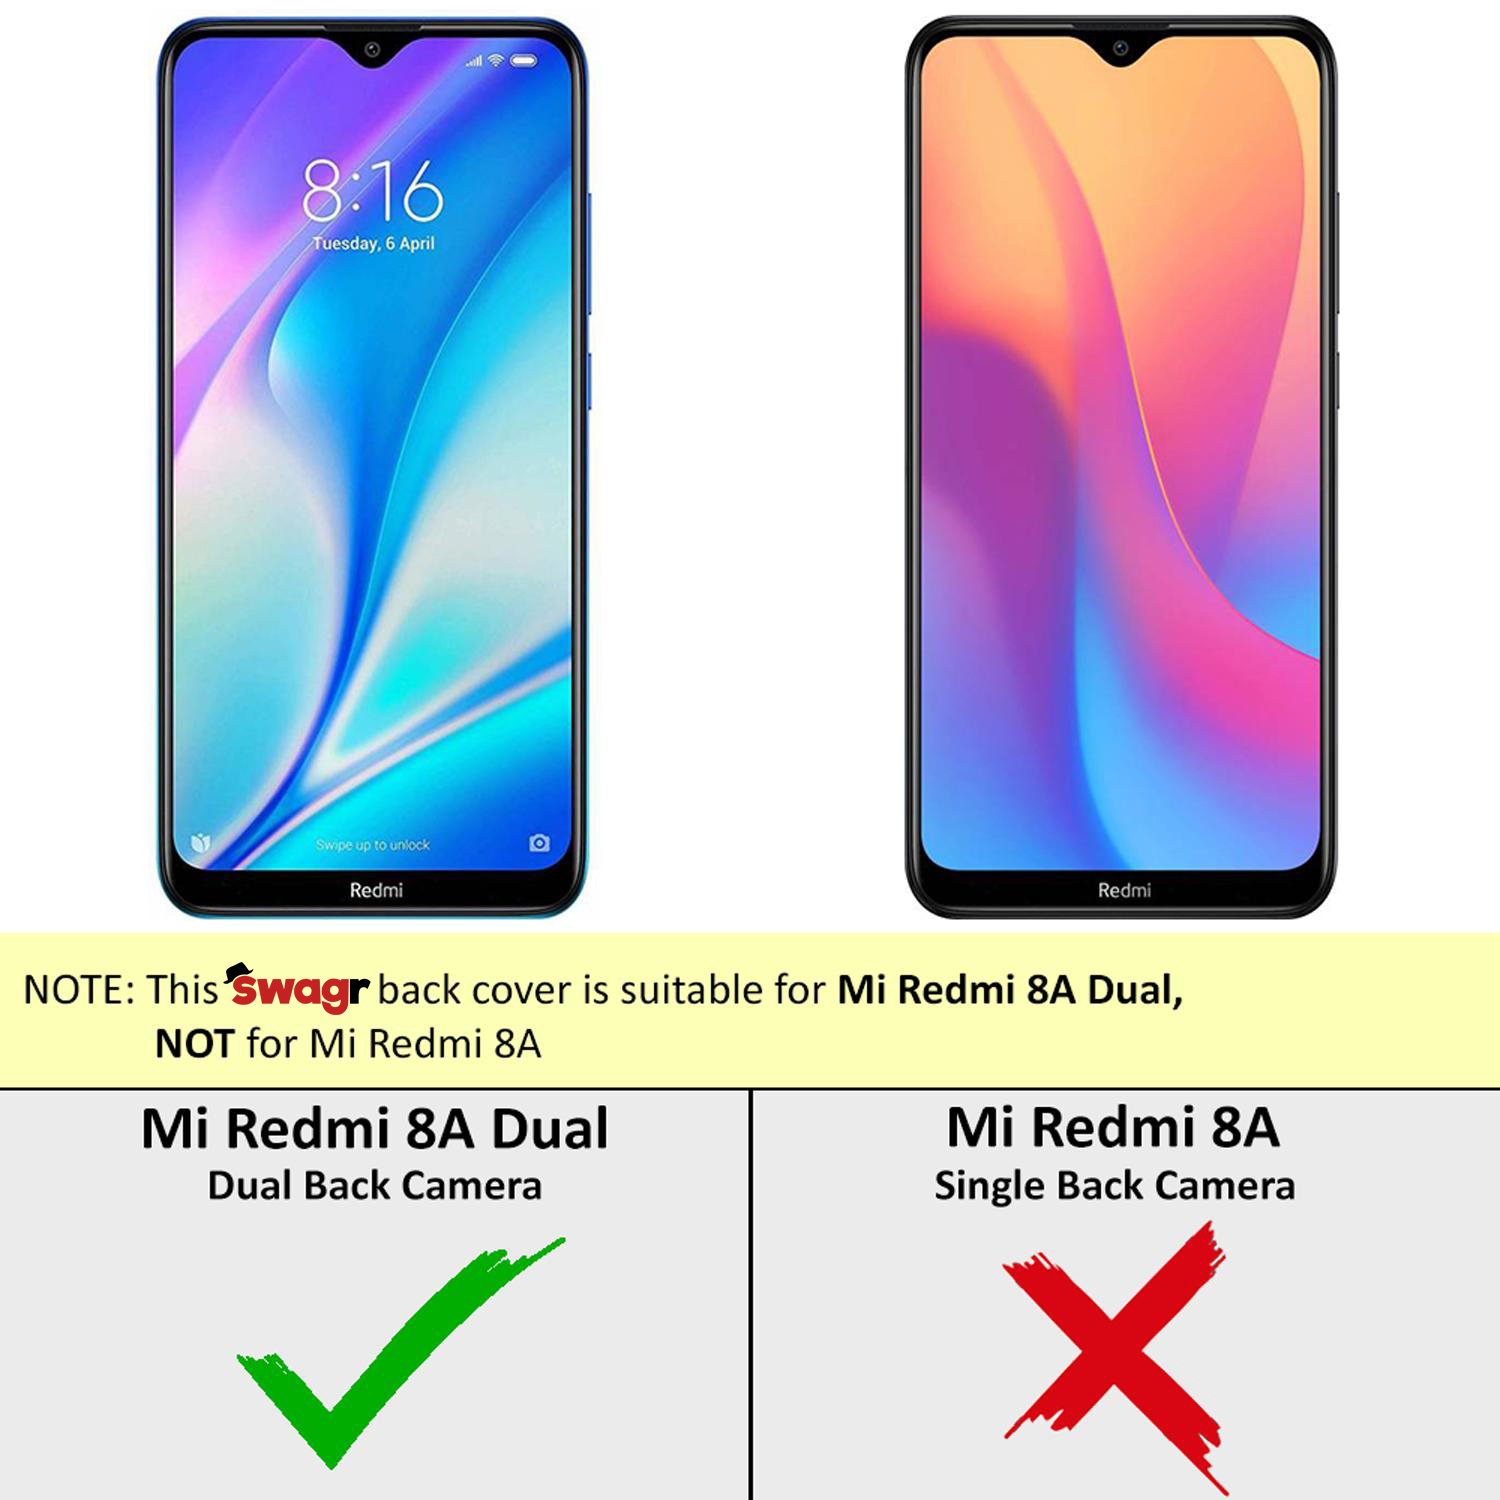 8:16
Tuesday, 6 April
Swipe up to unlock
Redmi
Redmi
NOTE: This swagr back cover is suitable for Mi Redmi 8A Dual,
NOT for Mi Redmi 8A
Mi Redmi 8A Dual
Dual Back Camera
Mi Redmi 8A
Single Back Camera